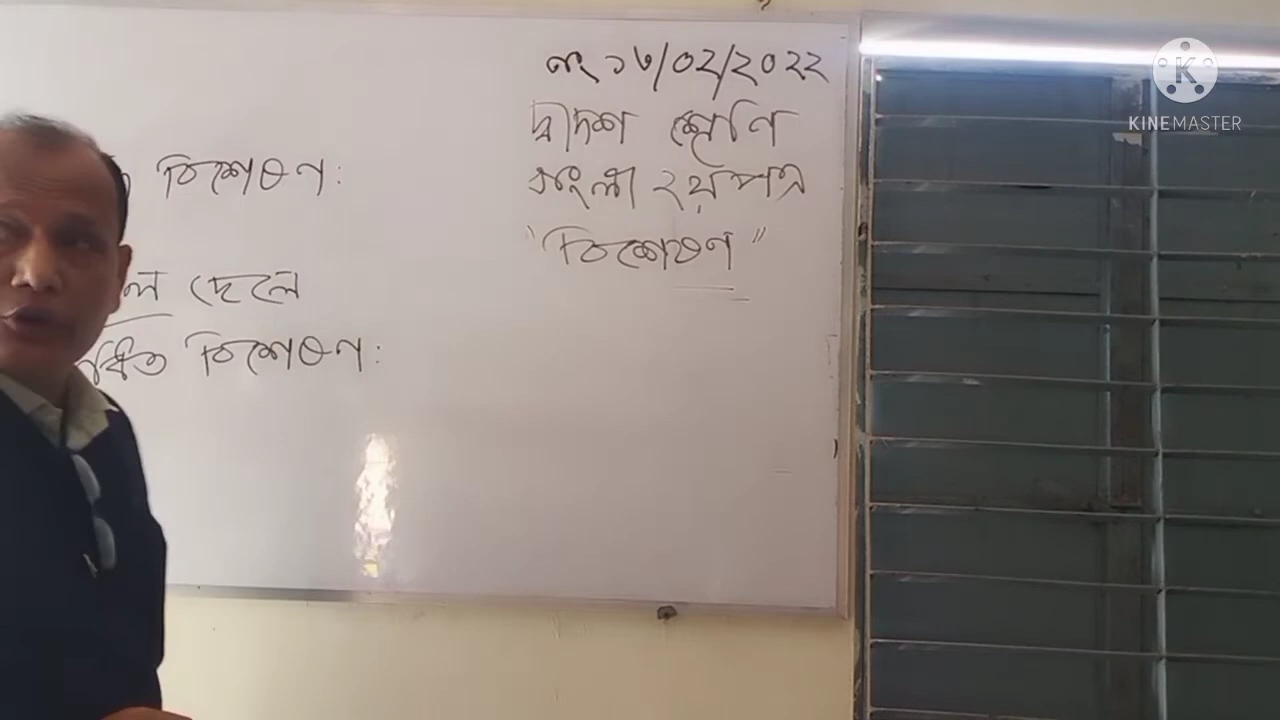 বিশেষণ:
ছেলে
বিশেষণ:
তাং ১৬/০২/২০২২
দ্বাদশ শ্রেণি
বাংলা ২য় পত্র
"বিশেষণ"
KINEMASTER